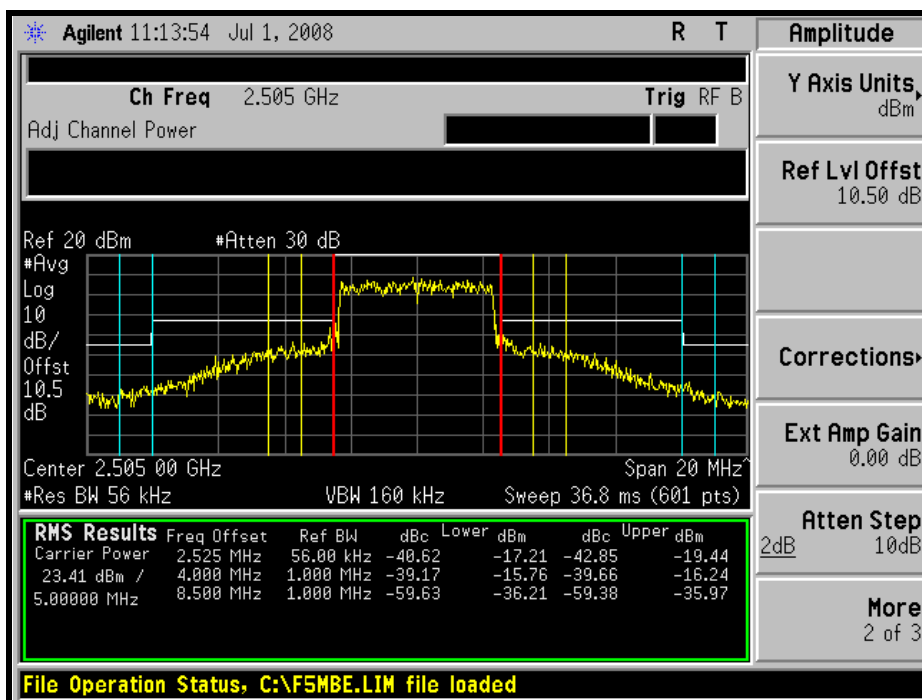 Agilent 11:13:54 Jul 1, 2008 R T
Ch Freq 2.505 GHz Trig RF B
Adj Channel Power
Ref 20 dBm #Atten 30 dB
#Avg
Log
10
dB/
Offst
10.5
dB
Center 2.505 00 GHz Span 20 MHz^
#Res BW 56 kHz VBW 160 kHz Sweep 36.8 ms (601 pts)
RMS Results Freq Offset Ref BW dBc Lower dBm dBc Upper dBm
Carrier Power 2.525 MHz 56.00 kHz -40.62 -17.21 -42.85 -19.44
23.41 dBm / 4.000 MHz 1.000 MHz -39.17 -15.76 -39.66 -16.24
5.00000 MHz 8.500 MHz 1.000 MHz -59.63 -36.21 -59.38 -35.97
File Operation Status, C:\F5MBE.LIM file loaded
Amplitude
Y Axis Units
dBm
Ref Lvl Offst
10.50 dB
Corrections
Ext Amp Gain
0.00 dB
Atten Step
2dB 10dB
More
2 of 3